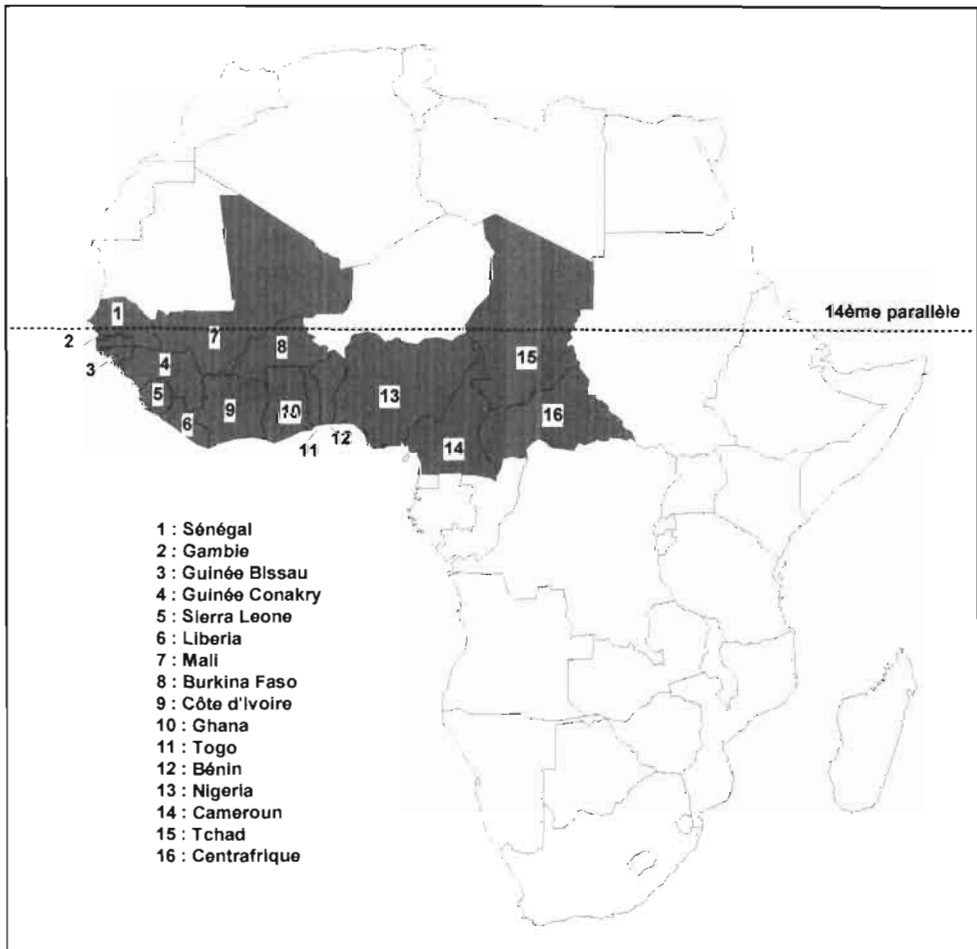 14ème parallèle
1
2
3
4
5
6
7
8
9
10
11
12
13
14
15
16
1 : Sénégal
2 : Gambie
3 : Guinée Bissau
4 : Guinée Conakry
5 : Sierra Leone
6 : Liberia
7 : Mali
8 : Burkina Faso
9 : Côte d'Ivoire
10 : Ghana
11 : Togo
12 : Bénin
13 : Nigeria
14 : Cameroun
15 : Tchad
16 : Centrafrique